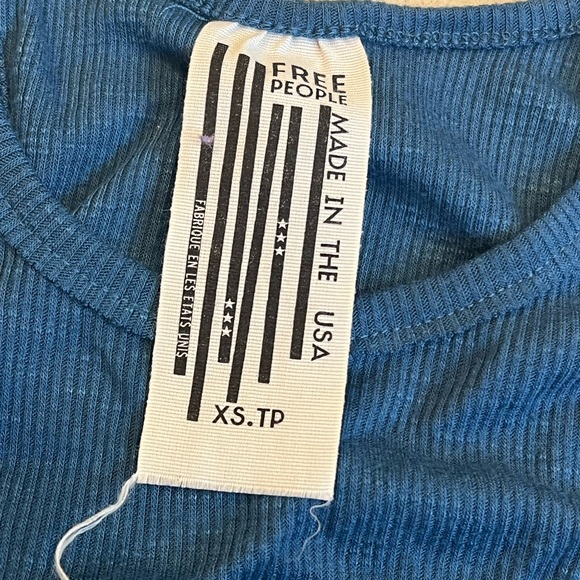 FREE
PEOPLE
MADE IN THE USA
FABRIQUE EN LES ETATS UNIS
XS.TP